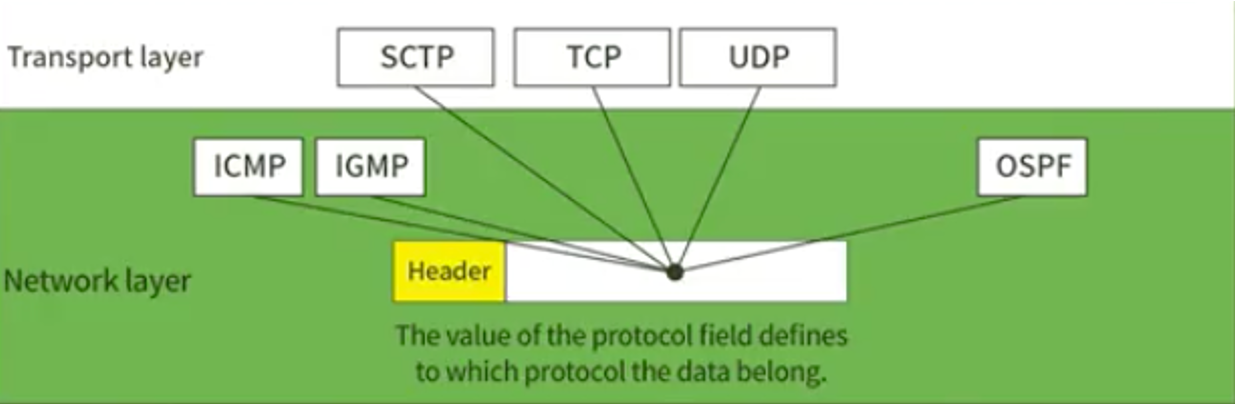 Transport layer
SCTP
TCP
UDP
ICMP
IGMP
OSPF
Network layer
Header
The value of the protocol field defines
to which protocol the data belong.